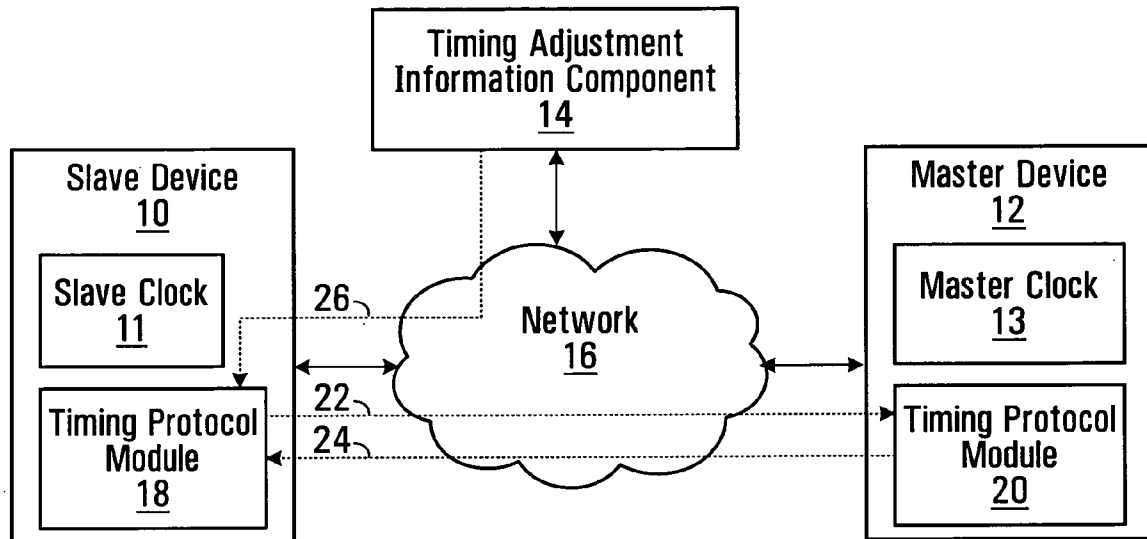 Timing Adjustment
Information Component
14
Slave Device
10
Slave Clock
11
Timing Protocol
Module
18
26
22
24
Network
16
Master Device
12
Master Clock
13
Timing Protocol
Module
20